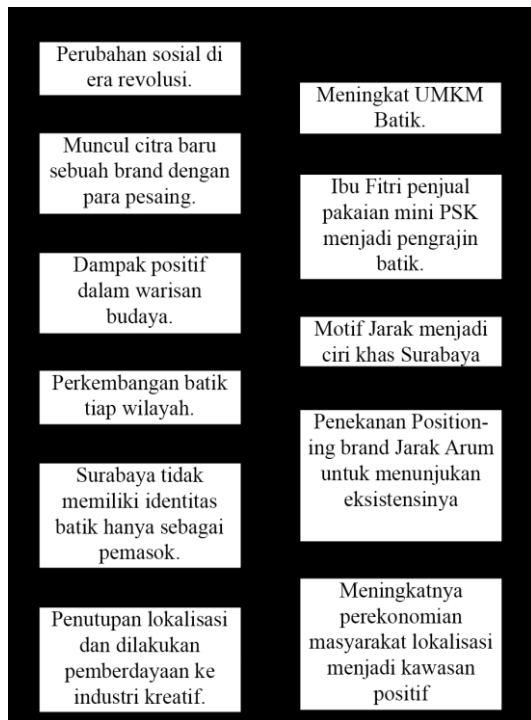 Perubahan sosial di
era revolusi.
Muncul citra baru
sebuah brand dengan
para pesaing.
Dampak positif
dalam warisan
budaya.
Perkembangan batik
tiap wilayah.
Surabaya tidak
memiliki identitas
batik hanya sebagai
pemasok.
Penutupan lokalisasi
dan dilakukan
pemberdayaan ke
industri kreatif.
Meningkat UMKM
Batik.
Ibu Fitri penjual
pakaian mini PSK
menjadi pengrajin
batik.
Motif Jarak menjadi
ciri khas Surabaya
Penekanan Position-
ing brand Jarak Arum
untuk menunjukan
eksistensinya
Meningkatnya
perekonomian
masyarakat lokalisasi
menjadi kawasan
positif